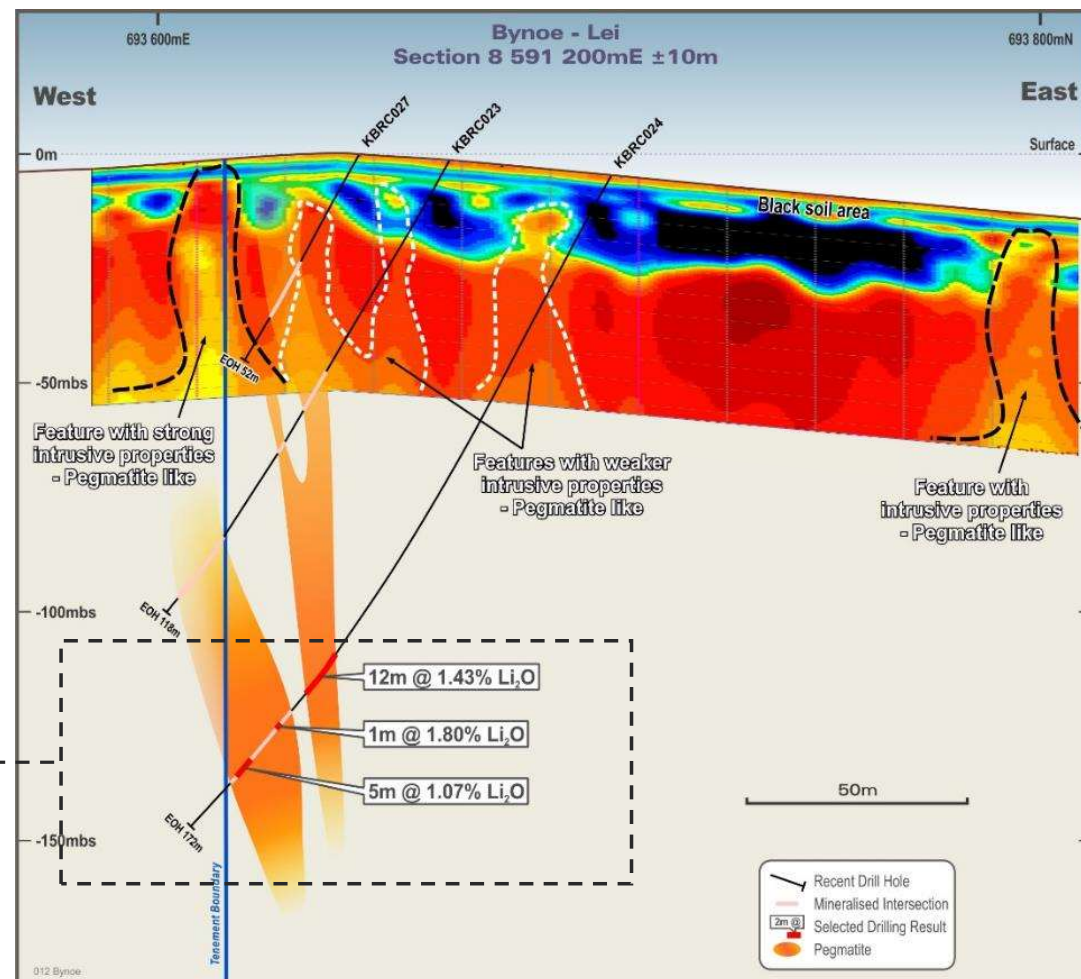 Bynoe - Lei
Section 8 591 200mE ±10m
693 600mE
693 800mN
West
East
KBRC027
KBRC023
KBRC024
0m
Surface
Black soil area
EOH 52m
-50mbs
Feature with strong
intrusive properties
- Pegmatite like
Features with weaker
intrusive properties
- Pegmatite like
Feature with
intrusive properties
- Pegmatite like
-100mbs
EOH 118m
12m @ 1.43% Li₂O
1m @ 1.80% Li₂O
5m @ 1.07% Li₂O
50m
EOH 172m
-150mbs
Tenement Boundary
Recent Drill Hole
Mineralised Intersection
2m @
Selected Drilling Result
Pegmatite
012 Bynoe